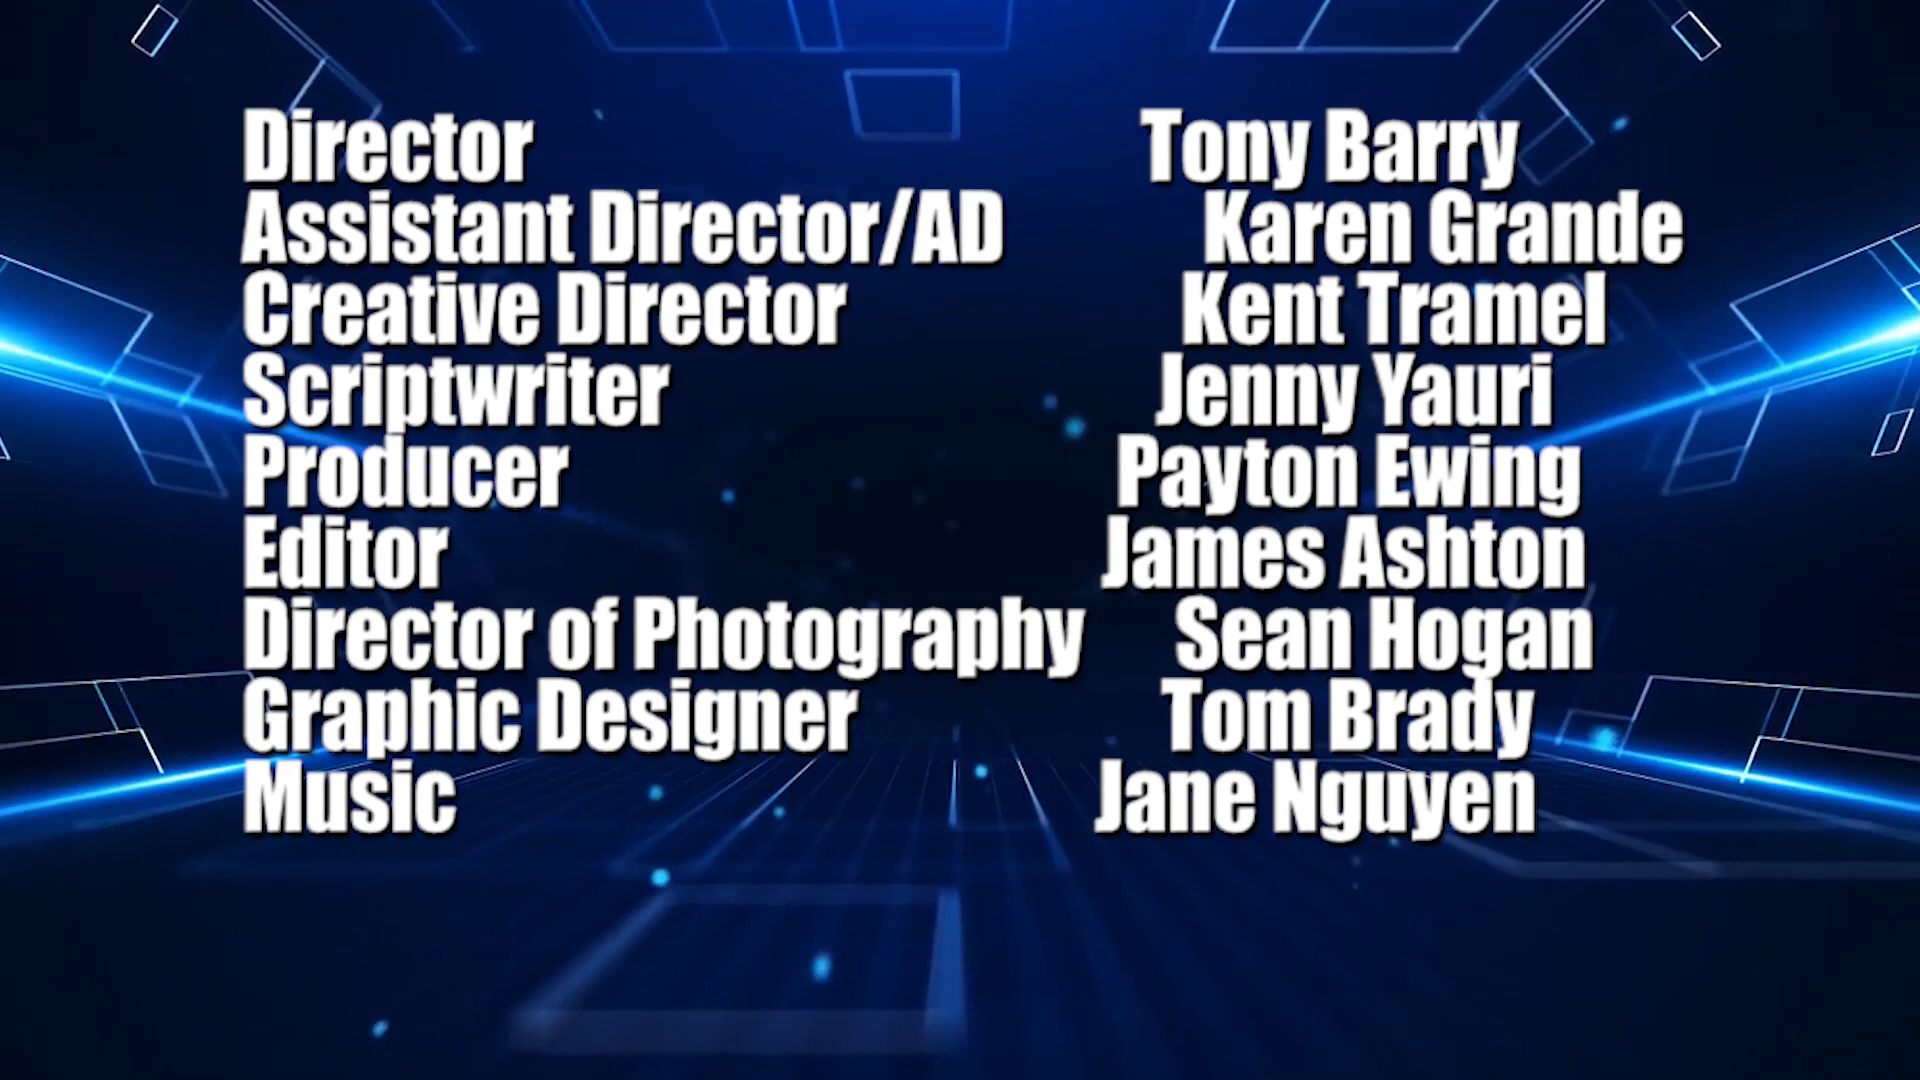 Director Tony Barry
Assistant Director/AD Karen Grande
Creative Director Kent Tramel
Scriptwriter Jenny Yauri
Producer Payton Ewing
Editor James Ashton
Director of Photography Sean Hogan
Graphic Designer Tom Brady
Music Jane Nguyen